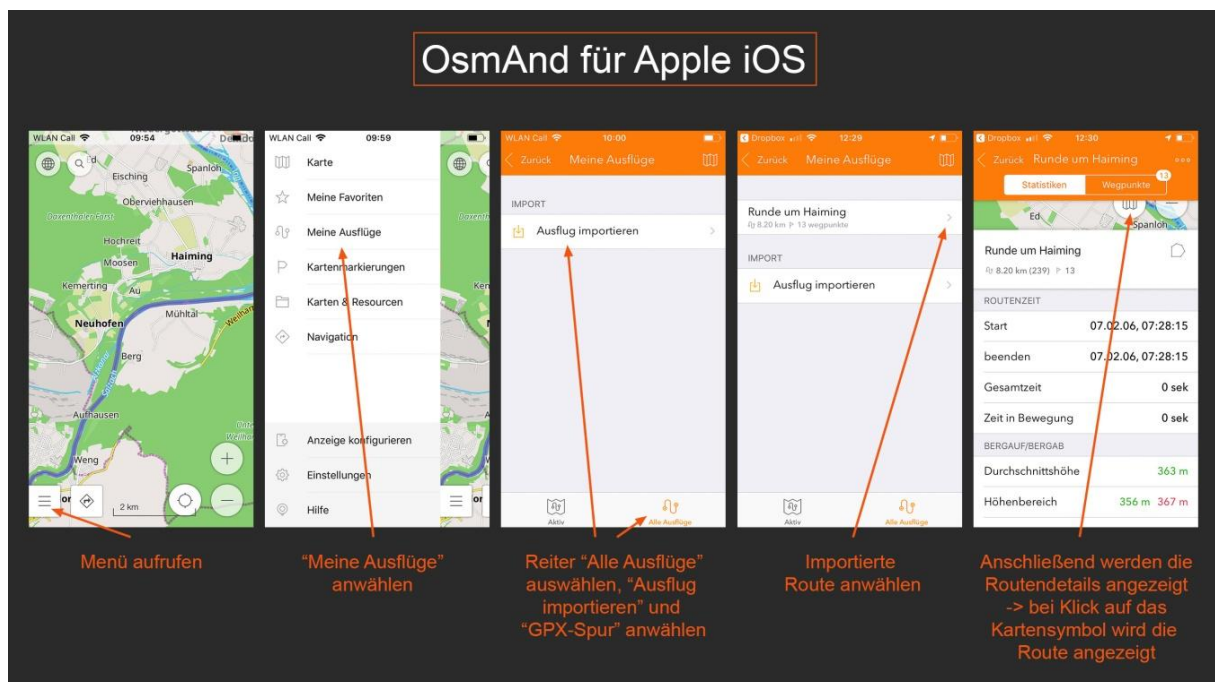 OsmAnd für Apple iOS
WLAN Call 09:54
Eisching
Spanloh
Oberviehhausen
Daxenthaler Forst
Hochreit
Moosen
Haiming
Kemerting
Au
Neuhofen
Mühltal
Berg
Salzach
Aufhausen
Weng
2 km
WLAN Call 09:59
Karte
Meine Favoriten
Meine Ausflüge
Kartenmarkierungen
Karten & Resourcen
Navigation
Anzeige konfigurieren
Einstellungen
Hilfe
WLAN Call 10:00
Zurück Meine Ausflüge
IMPORT
Ausflug importieren
Aktiv
Alle Ausflüge
Dropbox 12:29
Zurück Meine Ausflüge
Runde um Haiming
8.20 km 13 wegpunkte
IMPORT
Ausflug importieren
Aktiv
Alle Ausflüge
Dropbox 12:30
Zurück Runde um Haiming
Statistiken
Wegpunkte 13
Ed
Spanloh
Runde um Haiming
8.20 km (239) 13
ROUTENZEIT
Start 07.02.06, 07:28:15
beenden 07.02.06, 07:28:15
Gesamtzeit 0 sek
Zeit in Bewegung 0 sek
BERGAUF/BERGAB
Durchschnittshöhe 363 m
Höhenbereich 356 m 367 m
Menü aufrufen
“Meine Ausflüge”
anwählen
Reiter “Alle Ausflüge”
auswählen, “Ausflug
importieren” und
“GPX-Spur” anwählen
Importierte
Route anwählen
Anschließend werden die
Routendetails angezeigt
-> bei Klick auf das
Kartensymbol wird die
Route angezeigt